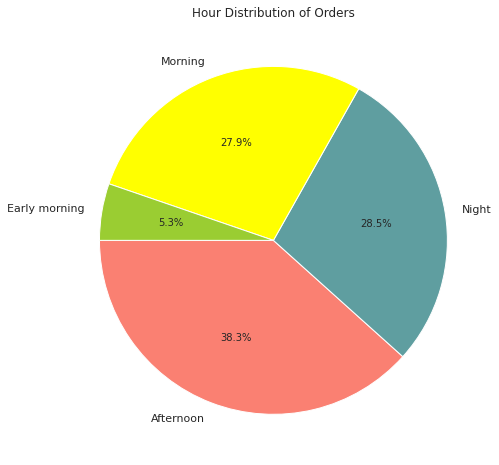 Hour Distribution of Orders
Morning
27.9%
Early morning
5.3%
Night
28.5%
38.3%
Afternoon